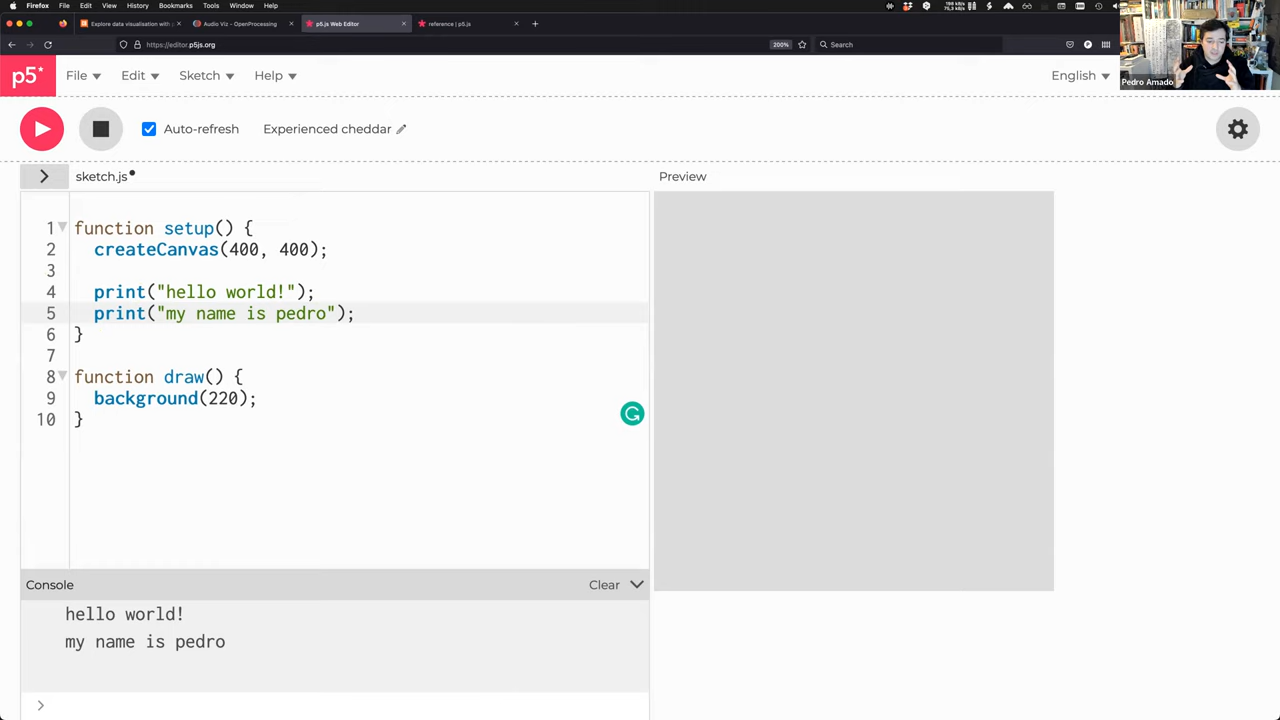 Firefox File Edit View History Bookmarks Tools Window Help
Explore data visualisation with p
Audio Viz - OpenProcessing
p5.js Web Editor
reference | p5.js
https://editor.p5js.org
200%
Search
Pedro Amado
p5*
File
Edit
Sketch
Help
English
Auto-refresh
Experienced cheddar
sketch.js
Preview
1 function setup() {
2 createCanvas(400, 400);
3
4 print("hello world!");
5 print("my name is pedro");
6 }
7
8 function draw() {
9 background(220);
10 }
Console
Clear
hello world!
my name is pedro
>